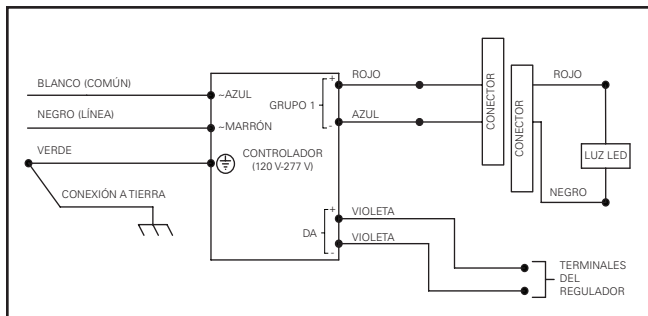 BLANCO (COMÚN)
~AZUL
NEGRO (LÍNEA)
~MARRÓN
VERDE
CONEXIÓN A TIERRA
CONTROLADOR
(120 V-277 V)
GRUPO 1
+
-
ROJO
AZUL
CONECTOR
CONECTOR
ROJO
LUZ LED
NEGRO
DA
+
-
VIOLETA
VIOLETA
TERMINALES
DEL
REGULADOR